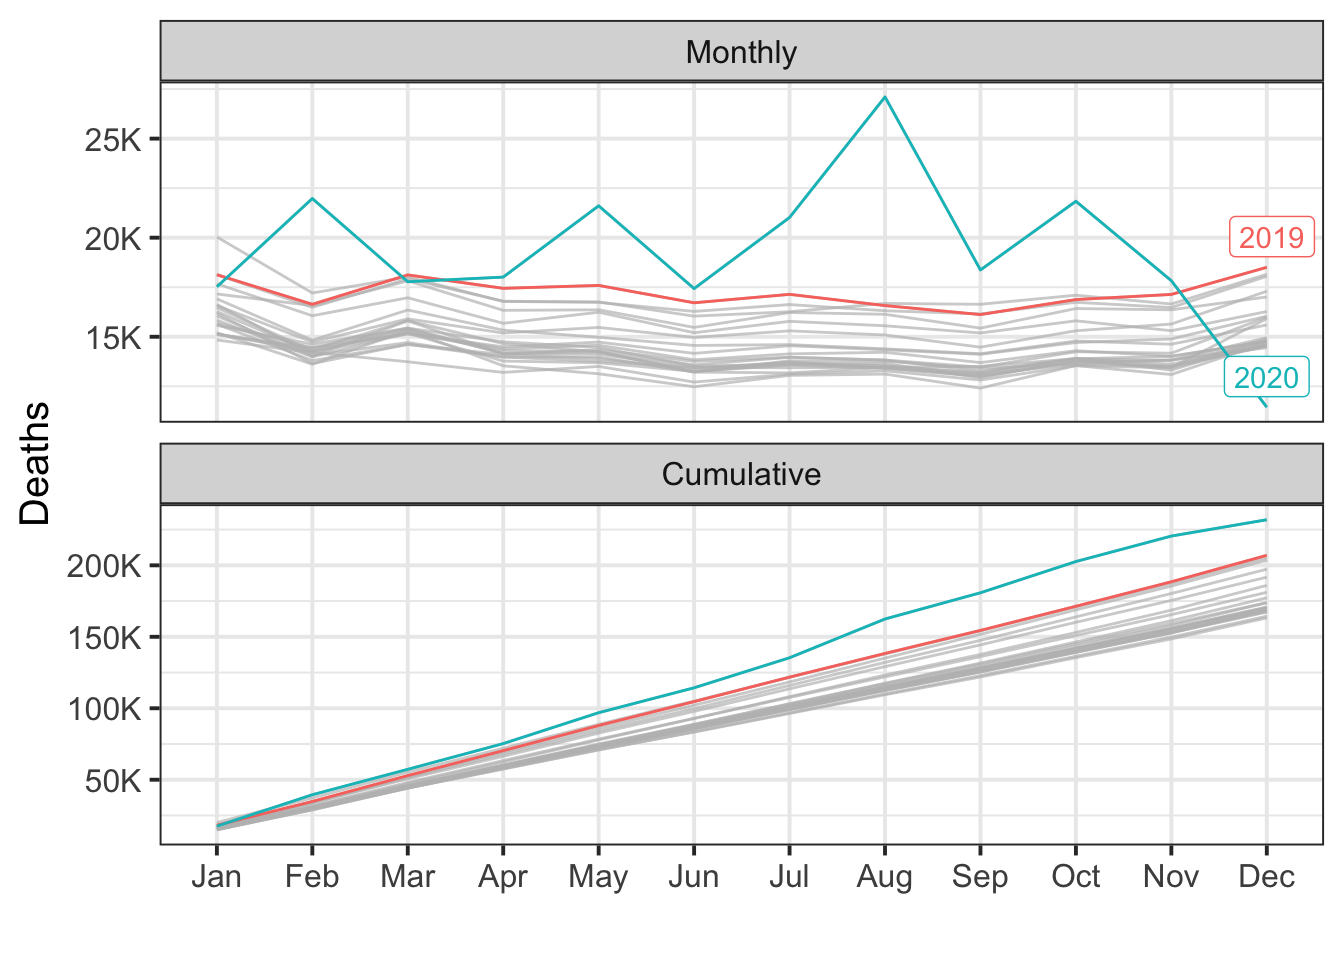 Monthly
25K
20K
15K
2019
2020
Deaths
Cumulative
200K
150K
100K
50K
Jan Feb Mar Apr May Jun Jul Aug Sep Oct Nov Dec